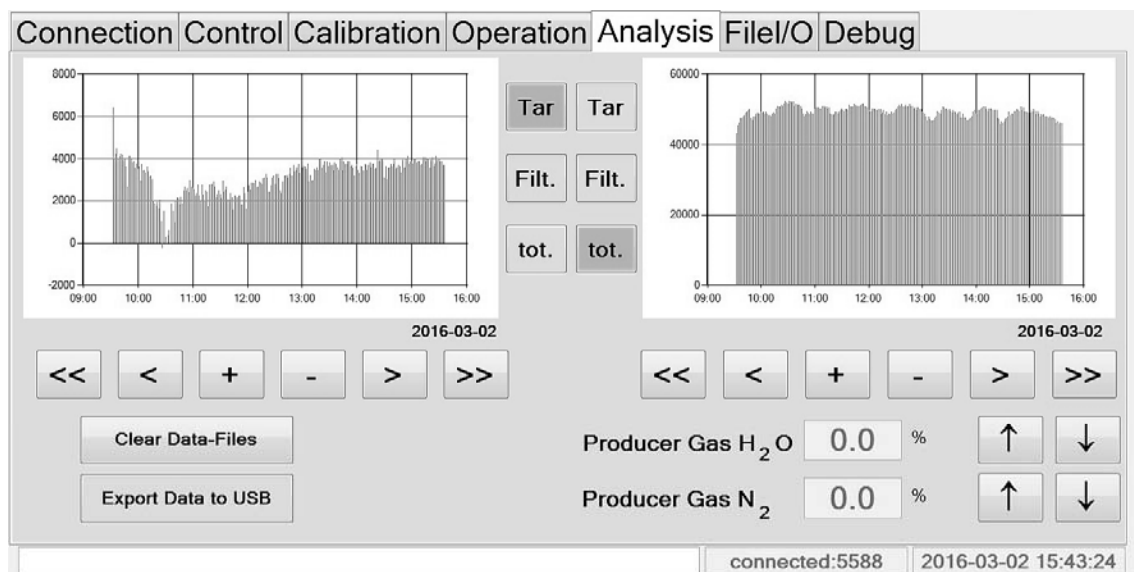 Connection Control Calibration Operation Analysis FileI/O Debug
8000
6000
4000
2000
0
-2000
09:00 10:00 11:00 12:00 13:00 14:00 15:00 16:00
2016-03-02
Tar Tar
Filt. Filt.
tot. tot.
60000
40000
20000
0
09:00 10:00 11:00 12:00 13:00 14:00 15:00 16:00
2016-03-02
<< < + - > >>
<< < + - > >>
Clear Data-Files
Export Data to USB
Producer Gas H2O 0.0 % ↑ ↓
Producer Gas N2 0.0 % ↑ ↓
connected:5588 2016-03-02 15:43:24